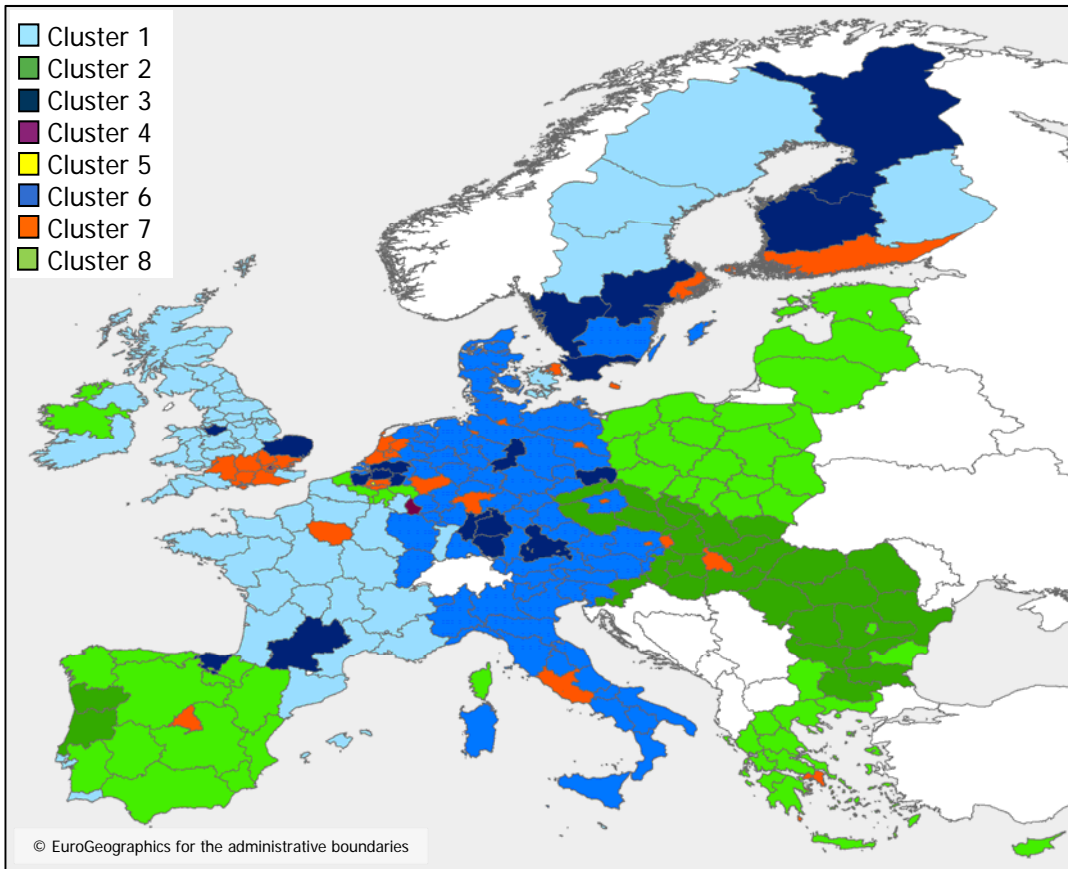 Cluster 1
Cluster 2
Cluster 3
Cluster 4
Cluster 5
Cluster 6
Cluster 7
Cluster 8
© EuroGeographics for the administrative boundaries